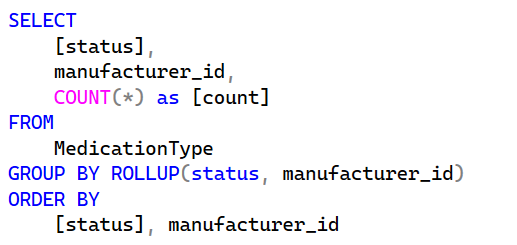 SELECT
    [status],
    manufacturer_id,
    COUNT(*) as [count]
FROM
    MedicationType
GROUP BY ROLLUP(status, manufacturer_id)
ORDER BY
    [status], manufacturer_id